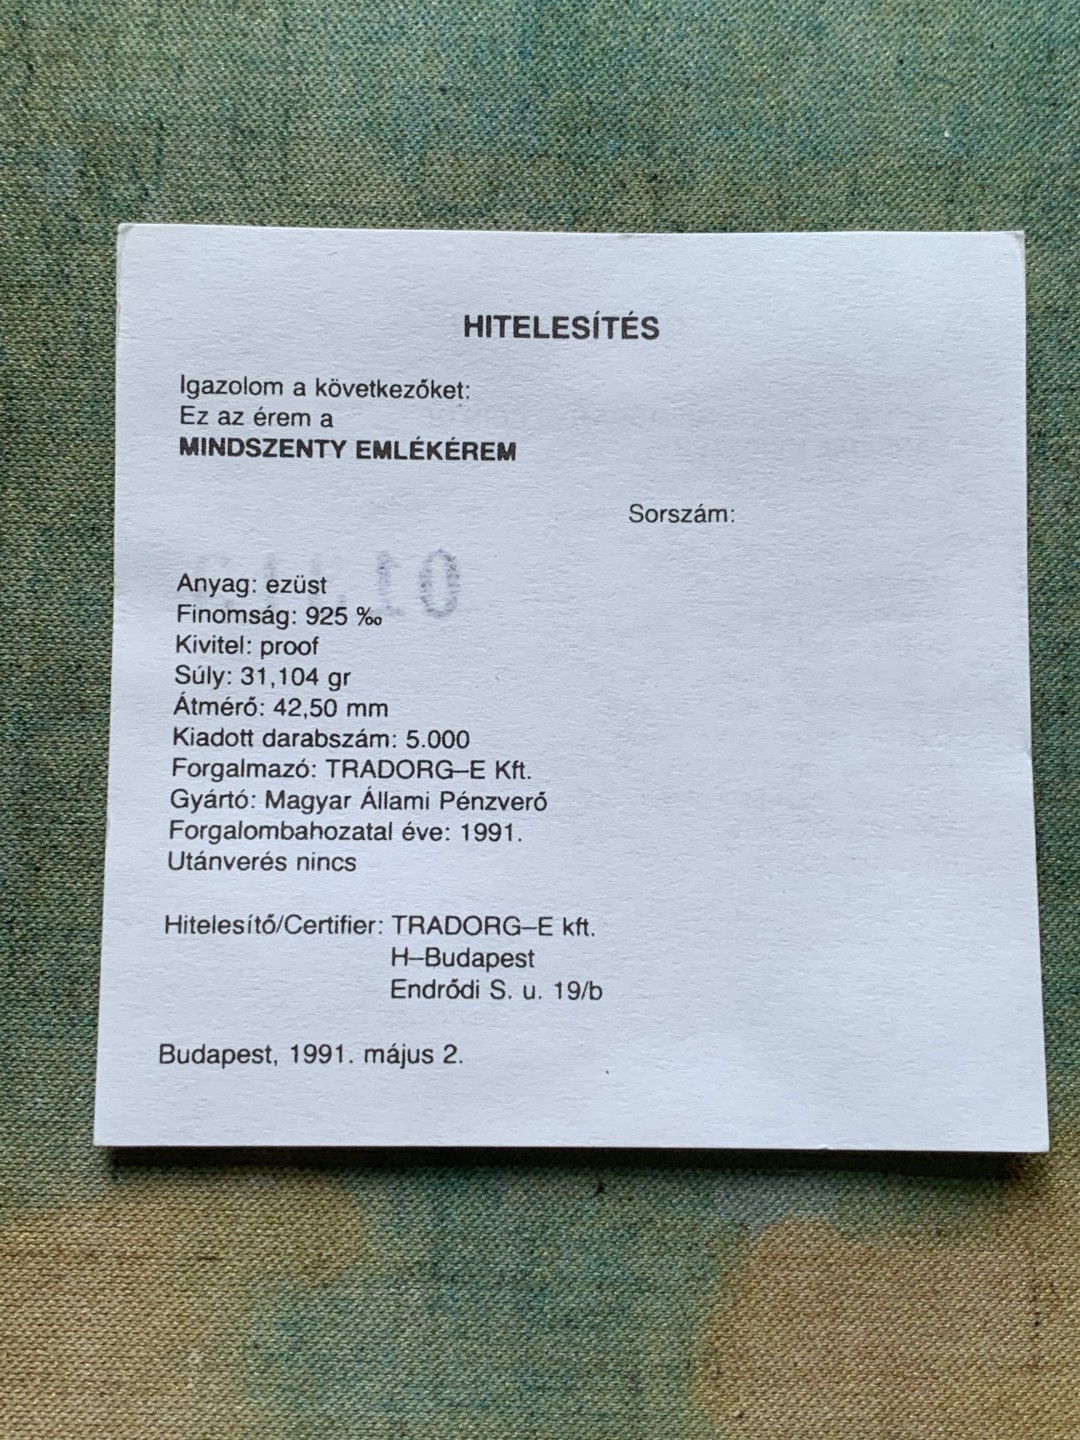 HITELESÍTÉS
Igazolom a következőket:
Ez az érem a
MINDSZENTY EMLÉKÉREM
Sorszám:
Anyag: ezüst
Finomság: 925 ‰
Kivitel: proof
Súly: 31,104 gr
Átmérő: 42,50 mm
Kiadott darabszám: 5.000
Forgalmazó: TRADORG–E Kft.
Gyártó: Magyar Állami Pénzverő
Forgalombahozatal éve: 1991.
Utánverés nincs
Hitelesítő/Certifier: TRADORG–E kft.
H–Budapest
Endrődi S. u. 19/b
Budapest, 1991. május 2.